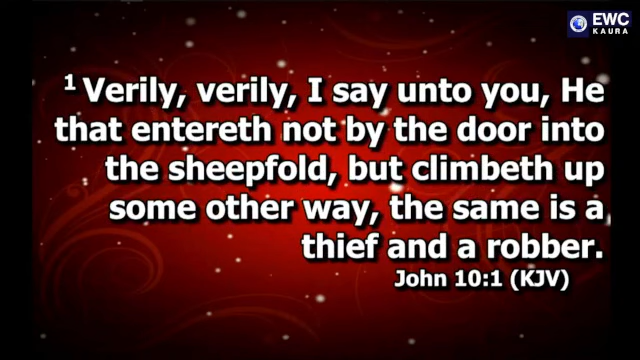 EWC
KAURA
1 Verily, verily, I say unto you, He
that entereth not by the door into
the sheepfold, but climbeth up
some other way, the same is a
thief and a robber.
John 10:1 (KJV)